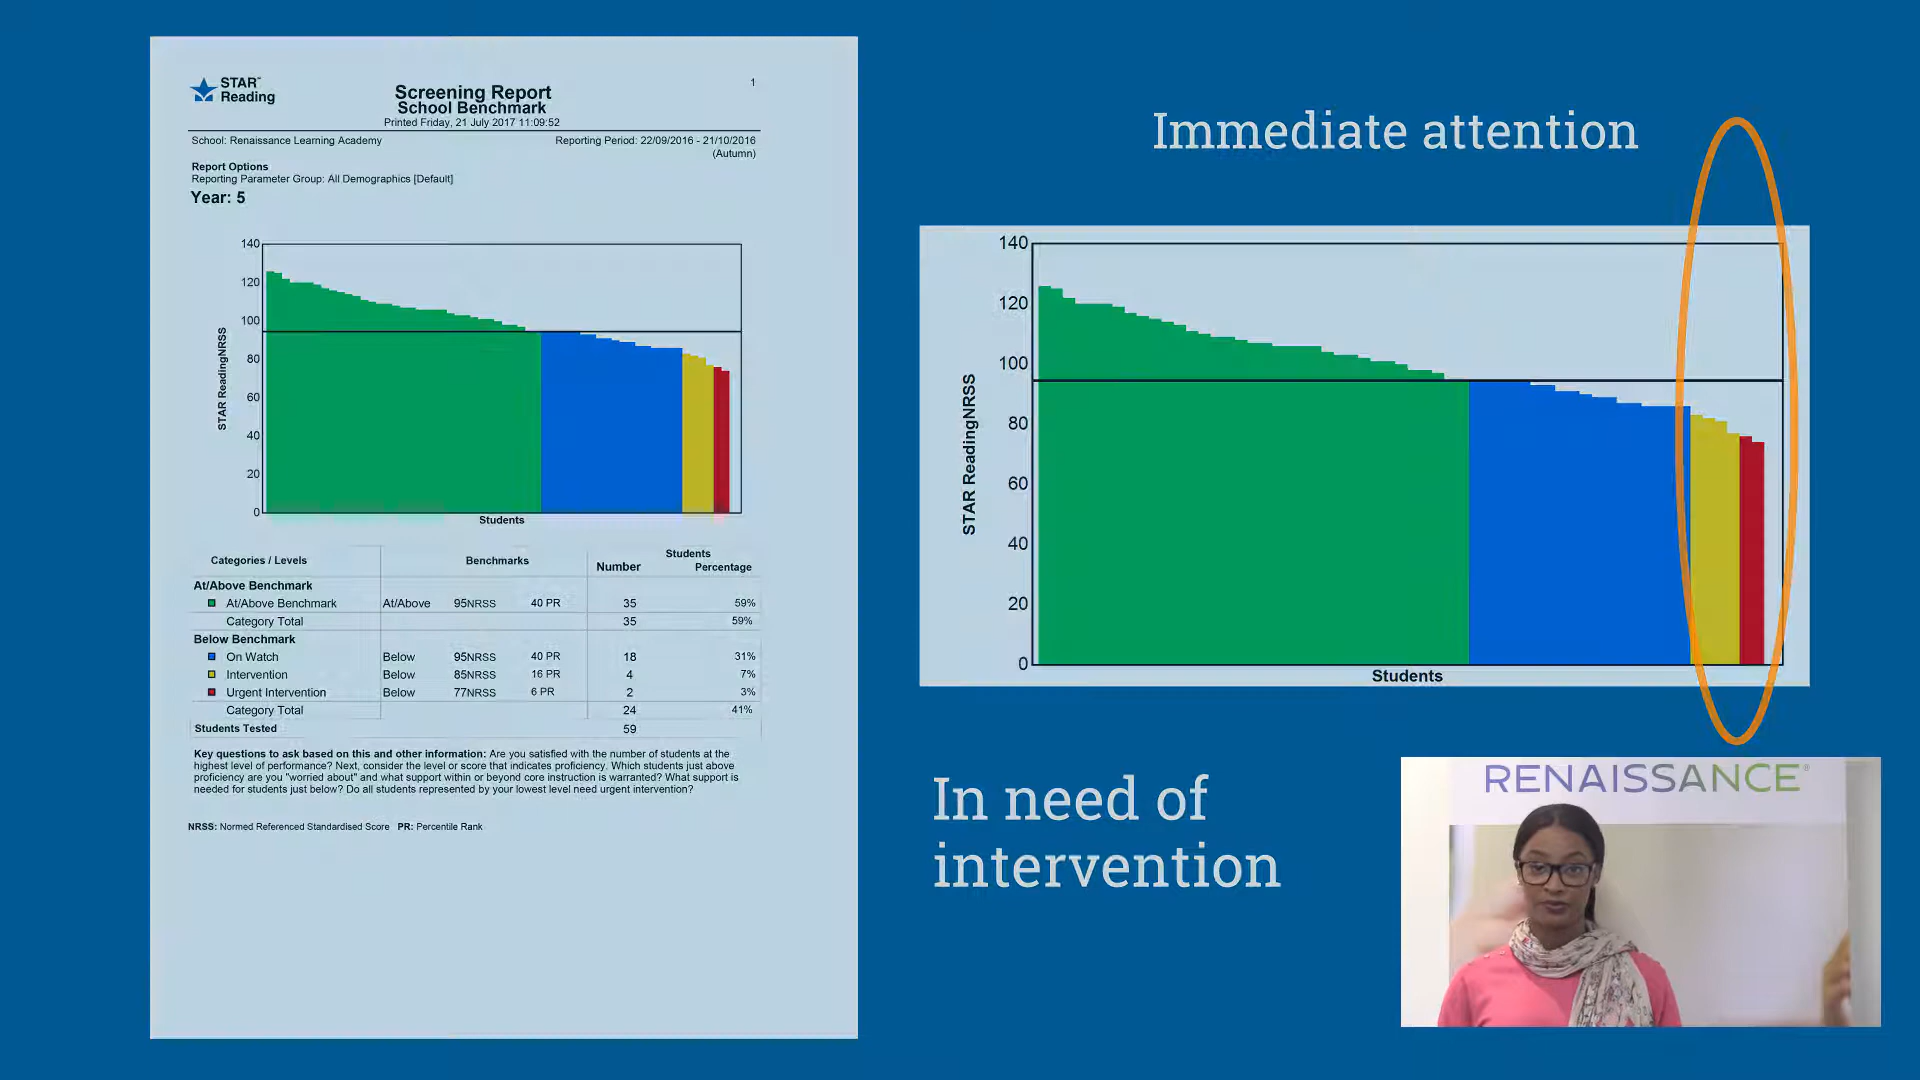 STAR™
Reading
1
Screening Report
School Benchmark
Printed Friday, 21 July 2017 11:09:52
School: Renaissance Learning Academy
Reporting Period: 22/09/2016 - 21/10/2016
(Autumn)
Report Options
Reporting Parameter Group: All Demographics [Default]
Year: 5
140
120
100
80
60
40
20
0
STAR ReadingNRSS
Students
Categories / Levels
Benchmarks
Students
Number
Percentage
At/Above Benchmark
At/Above Benchmark At/Above 95NRSS 40 PR 35 59%
Category Total 35 59%
Below Benchmark
On Watch Below 95NRSS 40 PR 18 31%
Intervention Below 85NRSS 16 PR 4 7%
Urgent Intervention Below 77NRSS 6 PR 2 3%
Category Total 24 41%
Students Tested 59
Key questions to ask based on this and other information: Are you satisfied with the number of students at the
highest level of performance? Next, consider the level or score that indicates proficiency. Which students just above
proficiency are you "worried about" and what support within or beyond core instruction is warranted? What support is
needed for students just below? Do all students represented by your lowest level need urgent intervention?
NRSS: Normed Referenced Standardised Score PR: Percentile Rank
Immediate attention
140
120
100
80
60
40
20
0
STAR ReadingNRSS
Students
In need of
intervention
RENAISSANCE®